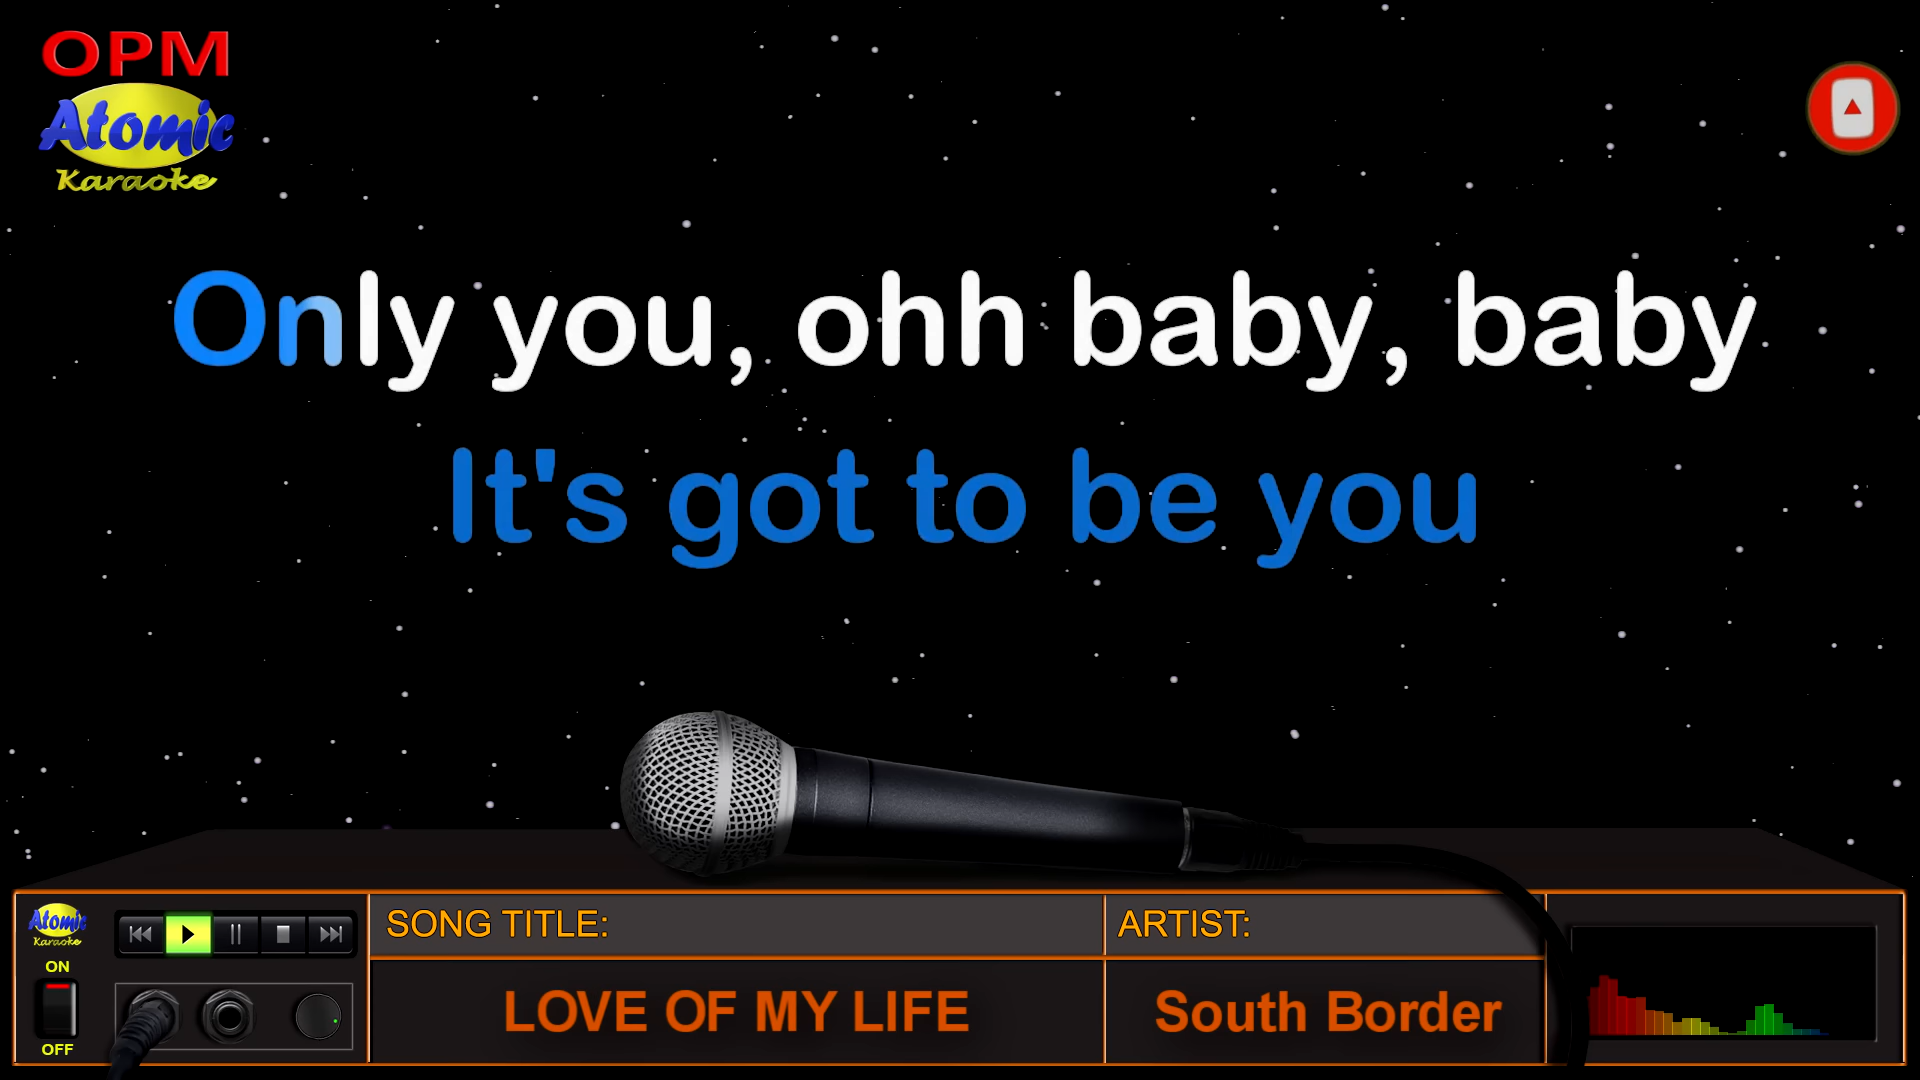 OPM
Atomic
Karaoke
Only you, ohh baby, baby
It's got to be you
Atomic
Karaoke
ON
OFF
SONG TITLE:
ARTIST:
LOVE OF MY LIFE
South Border